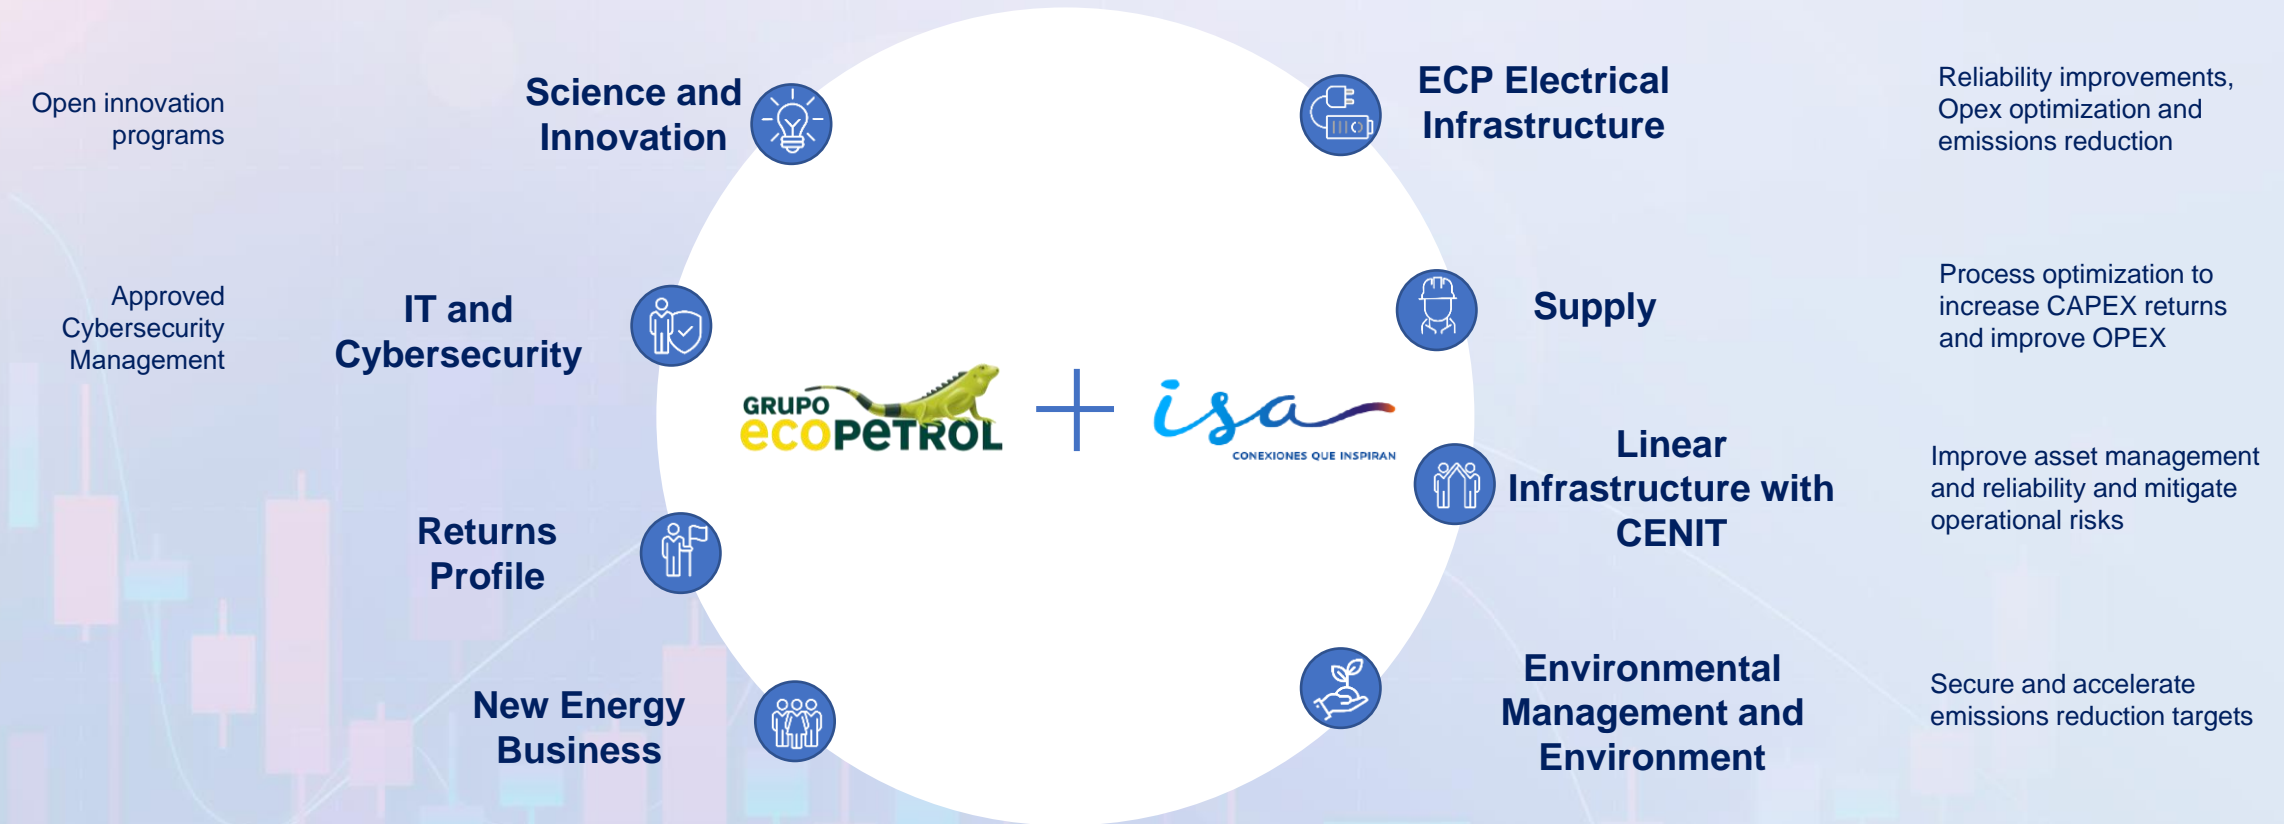 Open innovation
programs
Science and
Innovation
Approved
Cybersecurity
Management
IT and
Cybersecurity
Returns
Profile
New Energy
Business
GRUPO
ecoPeTROL
isa
CONEXIONES QUE INSPIRAN
ECP Electrical
Infrastructure
Reliability improvements,
Opex optimization and
emissions reduction
Supply
Process optimization to
increase CAPEX returns
and improve OPEX
Linear
Infrastructure with
CENIT
Improve asset management
and reliability and mitigate
operational risks
Environmental
Management and
Environment
Secure and accelerate
emissions reduction targets